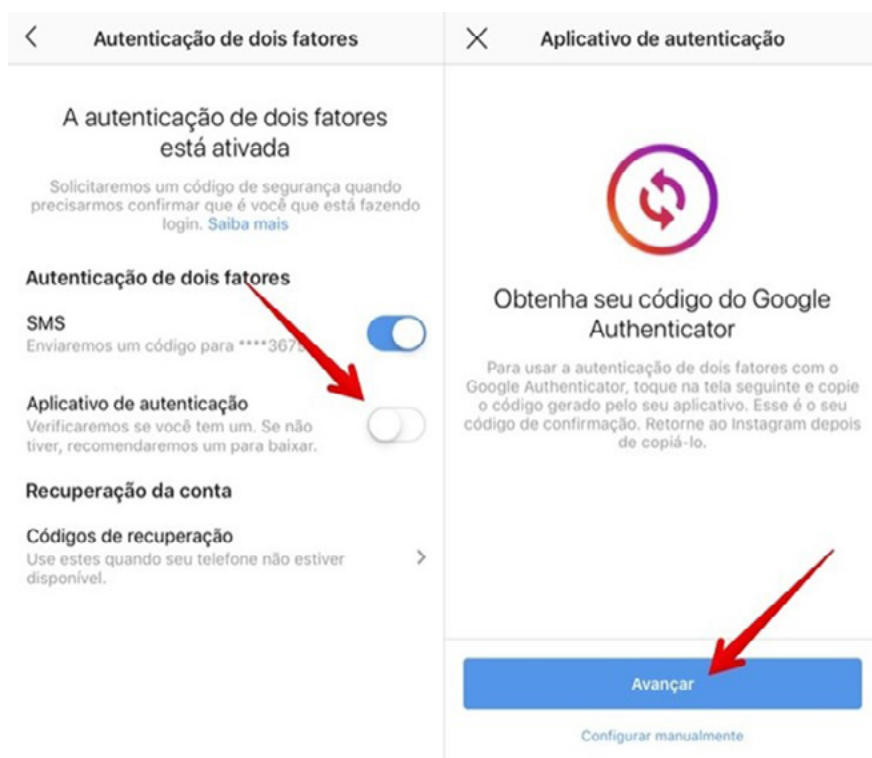 Autenticação de dois fatores
A autenticação de dois fatores
está ativada
Solicitaremos um código de segurança quando
precisarmos confirmar que é você que está fazendo
login. Saiba mais
Autenticação de dois fatores
SMS
Enviaremos um código para ****367
Aplicativo de autenticação
Verificaremos se você tem um. Se não
tiver, recomendaremos um para baixar.
Recuperação da conta
Códigos de recuperação
Use estes quando seu telefone não estiver
disponível.
Aplicativo de autenticação
Obtenha seu código do Google
Authenticator
Para usar a autenticação de dois fatores com o
Google Authenticator, toque na tela seguinte e copie
o código gerado pelo seu aplicativo. Esse é o seu
código de confirmação. Retorne ao Instagram depois
de copiá-lo.
Avançar
Configurar manualmente